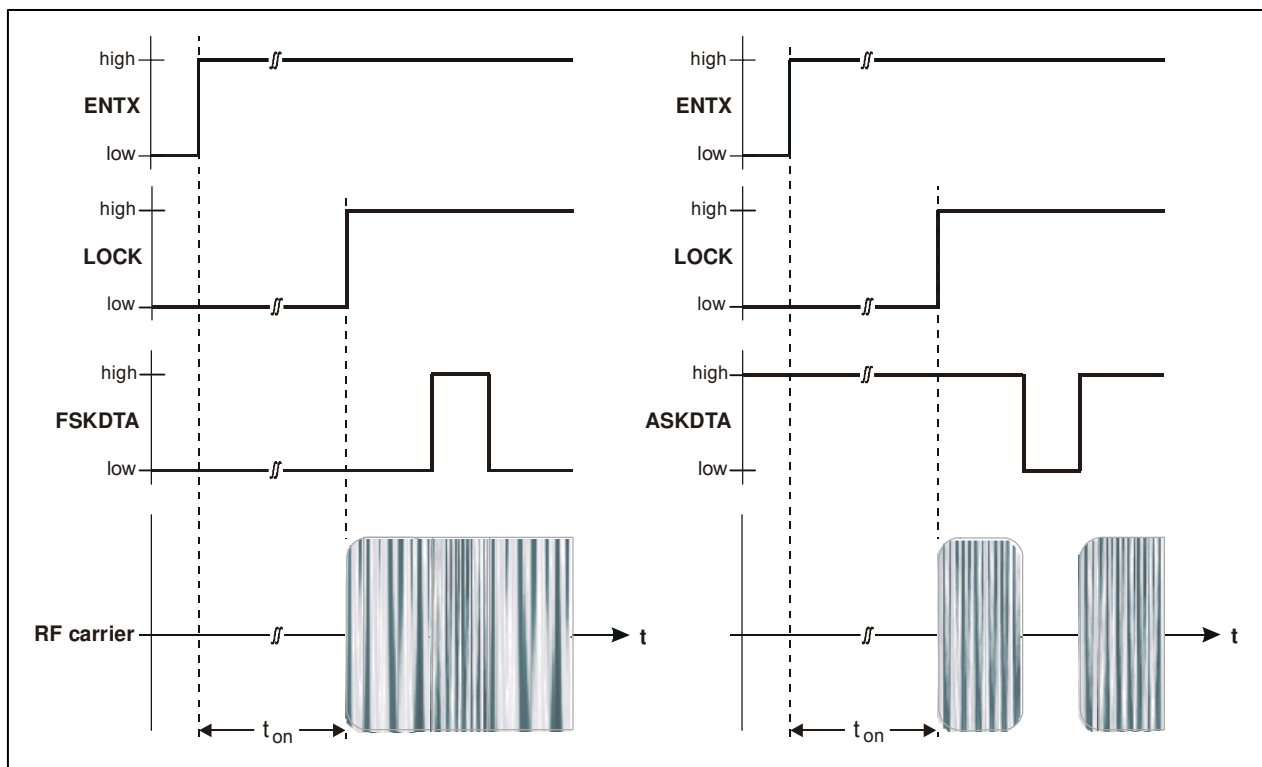 high
ENTX
low
high
LOCK
low
high
FSKDTA
low
RF carrier
t
t on
high
ENTX
low
high
LOCK
low
high
ASKDTA
low
t
t on